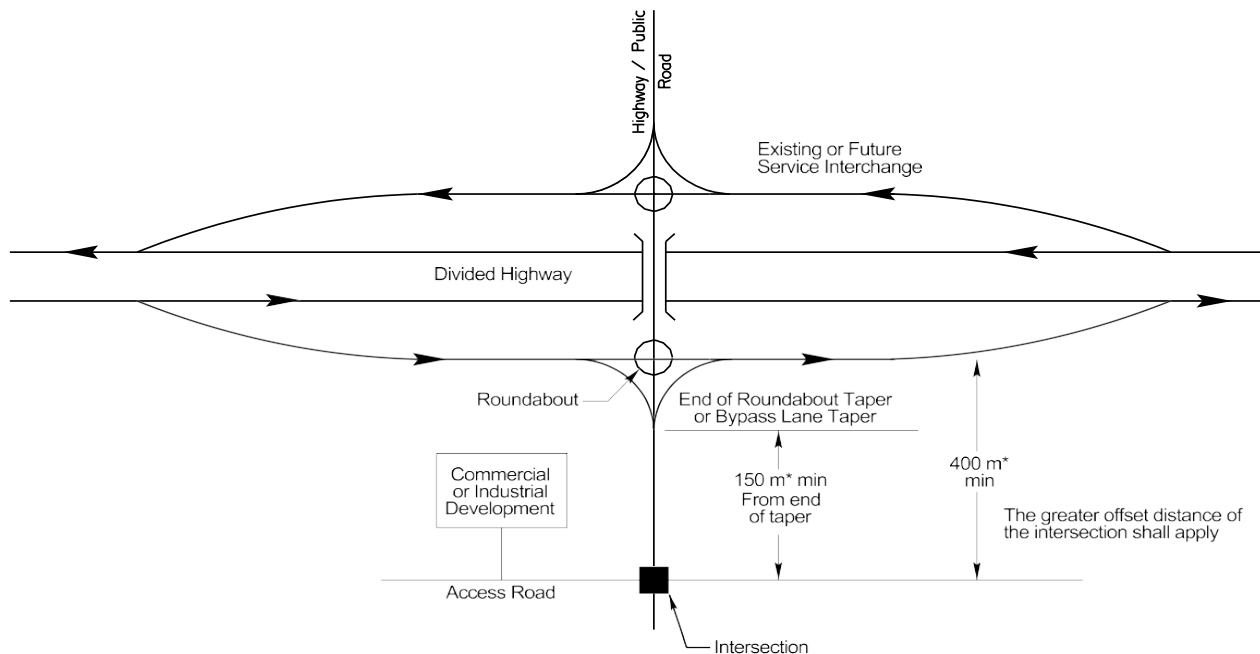 Highway / Public
Road
Existing or Future
Service Interchange
Divided Highway
Roundabout
End of Roundabout Taper
or Bypass Lane Taper
Commercial
or Industrial
Development
150 m* min
From end
of taper
400 m*
min
The greater offset distance of
the intersection shall apply
Access Road
Intersection